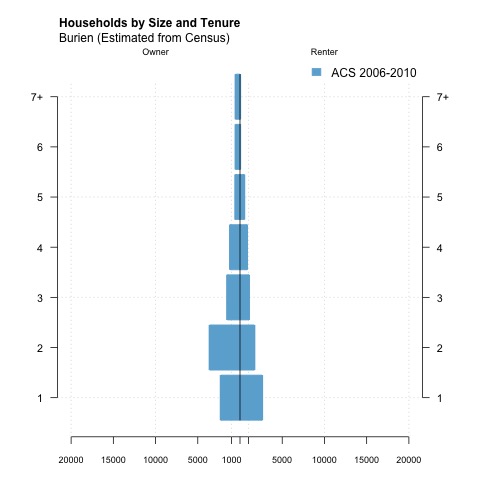 Households by Size and Tenure
Burien (Estimated from Census)
Owner Renter
ACS 2006-2010
7+ 7+
6 6
5 5
4 4
3 3
2 2
1 1
20000 15000 10000 5000 1000 5000 10000 15000 20000